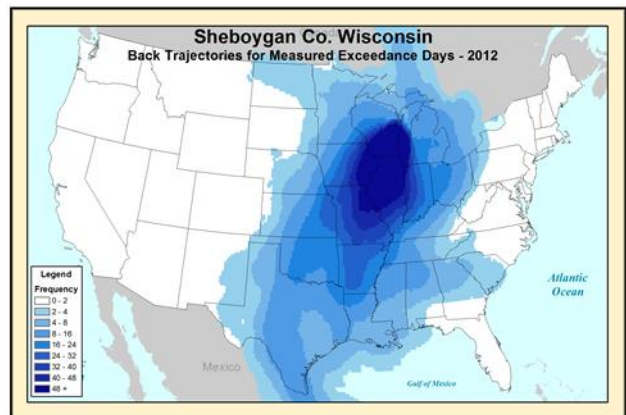 Sheboygan Co. Wisconsin
Back Trajectories for Measured Exceedance Days - 2012
Atlantic
Ocean
Legend
Frequency
0 - 2
2 - 4
4 - 8
8 - 16
16 - 24
24 - 32
32 - 40
40 - 48
48 +
Mexico
Gulf of Mexico